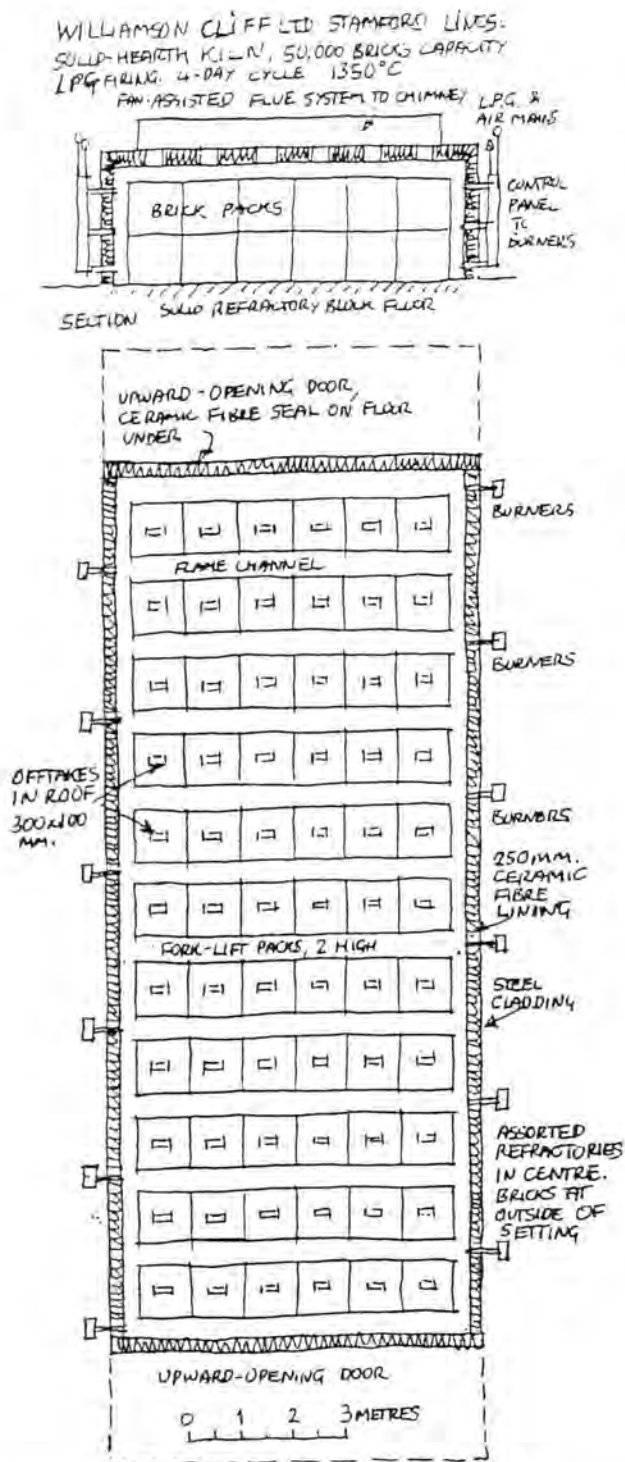 WILLIAMSON CLIFF LTD STAMFORD LINCS.
SOLID-HEARTH KILN, 50,000 BRICKS CAPACITY
LPG FIRING. 4-DAY CYCLE 1350°C
FAN-ASSISTED FLUE SYSTEM TO CHIMNEY
L.P.G. &
AIR MAINS
BRICK PACKS
CONTROL
PANEL
TO
BURNERS
SOLID REFRACTORY BLOCK FLOOR
SECTION
UPWARD-OPENING DOOR,
CERAMIC FIBRE SEAL ON FLOOR
UNDER
BURNERS
FLAME CHANNEL
BURNERS
OFFTAKES
IN ROOF
300x100
MM.
BURNERS
250MM.
CERAMIC
FIBRE
LINING
FORK-LIFT PACKS, 2 HIGH
STEEL
CLADDING
ASSORTED
REFRACTORIES
IN CENTRE.
BRICKS AT
OUTSIDE OF
SETTING
UPWARD-OPENING DOOR
0 1 2 3 METRES